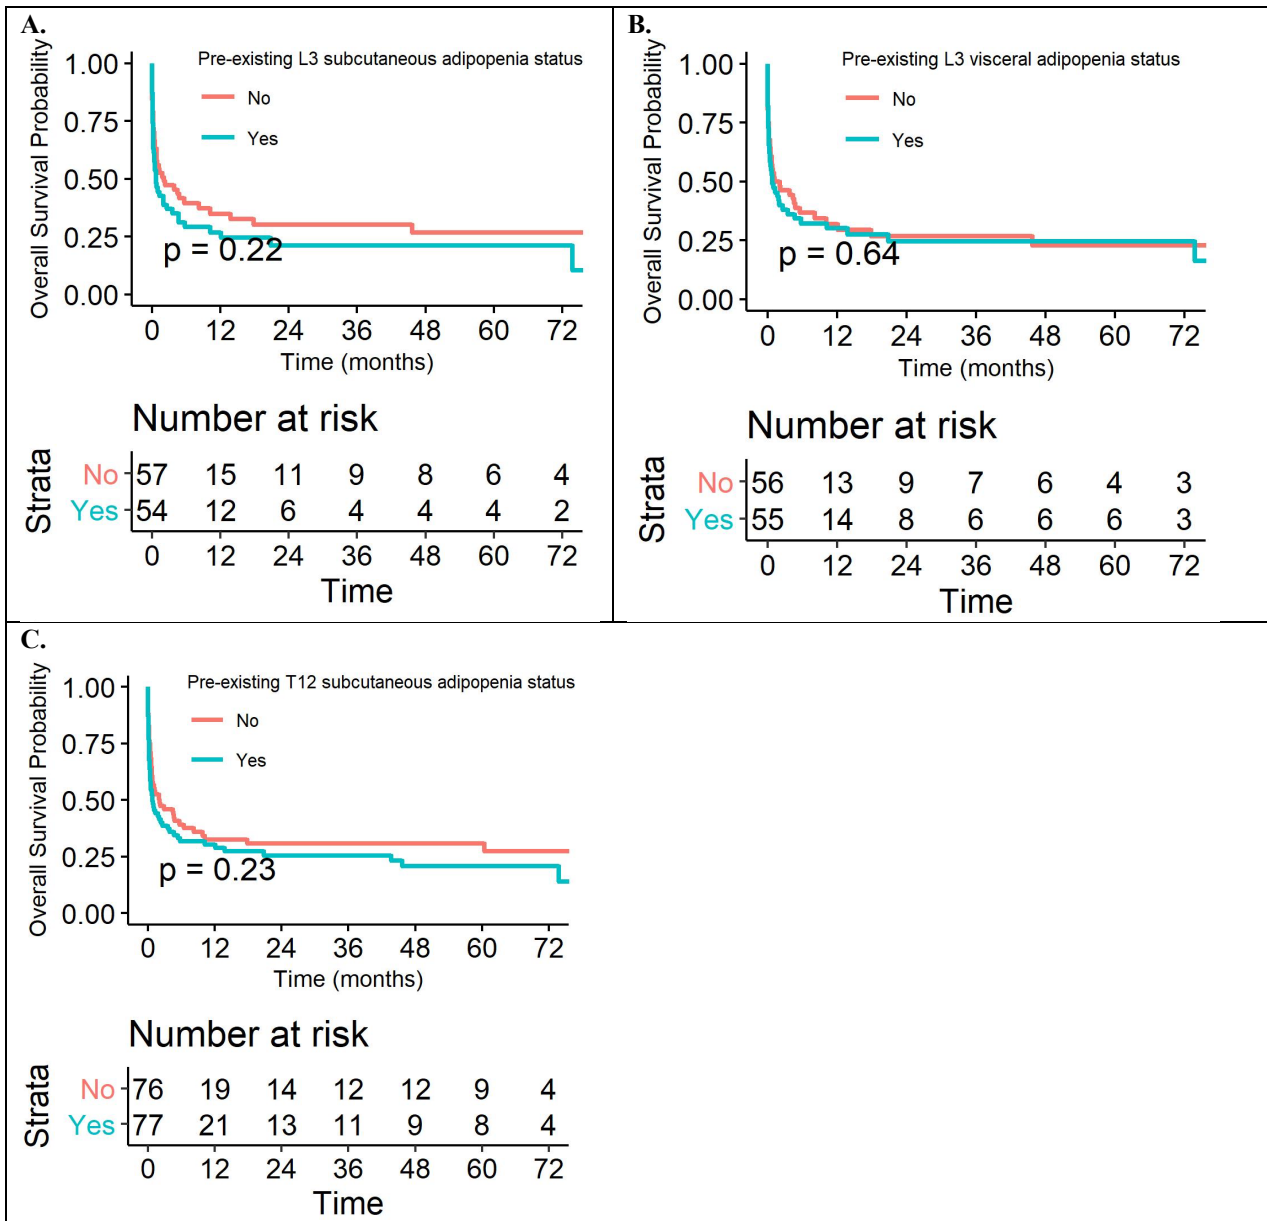 A.
Pre-existing L3 subcutaneous adipopenia status
No
Yes
Overall Survival Probability
1.00
0.75
0.50
0.25
0.00
p = 0.22
0 12 24 36 48 60 72
Time (months)
Number at risk
Strata
No 57 15 11 9 8 6 4
Yes 54 12 6 4 4 4 2
0 12 24 36 48 60 72
Time
B.
Pre-existing L3 visceral adipopenia status
No
Yes
Overall Survival Probability
1.00
0.75
0.50
0.25
0.00
p = 0.64
0 12 24 36 48 60 72
Time (months)
Number at risk
Strata
No 56 13 9 7 6 4 3
Yes 55 14 8 6 6 6 3
0 12 24 36 48 60 72
Time
C.
Pre-existing T12 subcutaneous adipopenia status
No
Yes
Overall Survival Probability
1.00
0.75
0.50
0.25
0.00
p = 0.23
0 12 24 36 48 60 72
Time (months)
Number at risk
Strata
No 76 19 14 12 12 9 4
Yes 77 21 13 11 9 8 4
0 12 24 36 48 60 72
Time